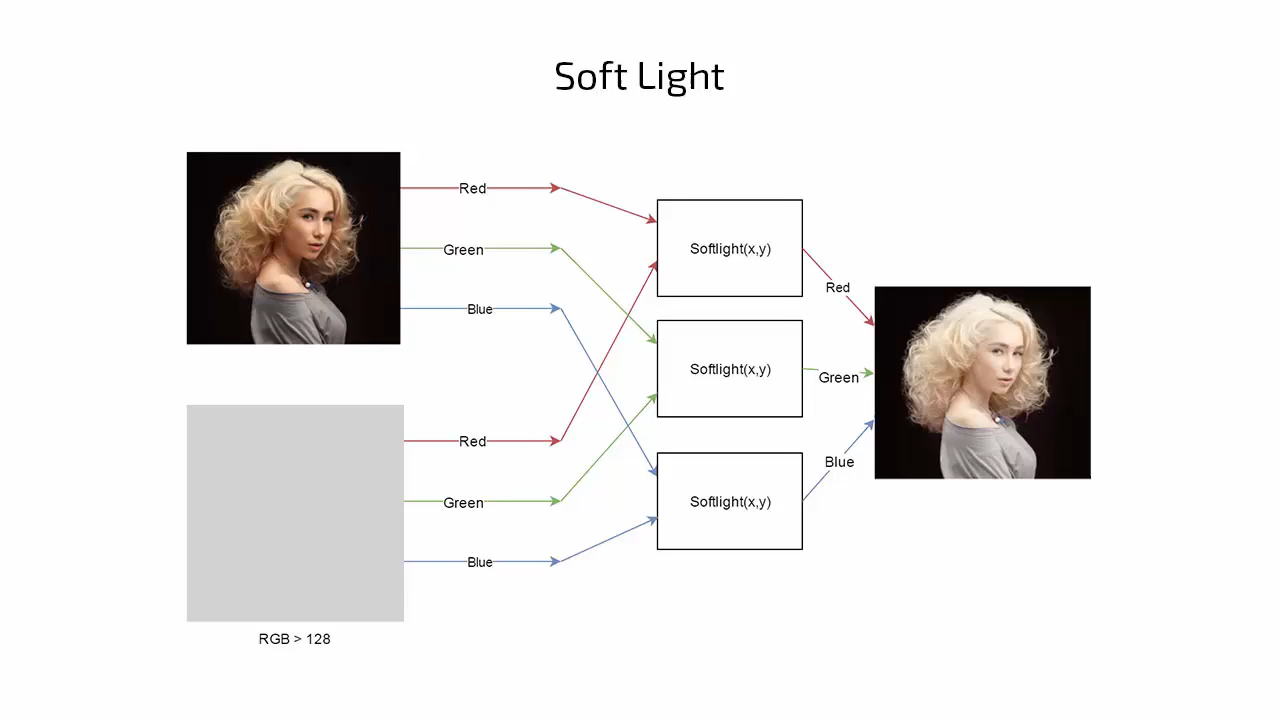 Soft Light
Red
Green
Blue
Red
Green
Blue
RGB > 128
Softlight(x,y)
Softlight(x,y)
Softlight(x,y)
Red
Green
Blue